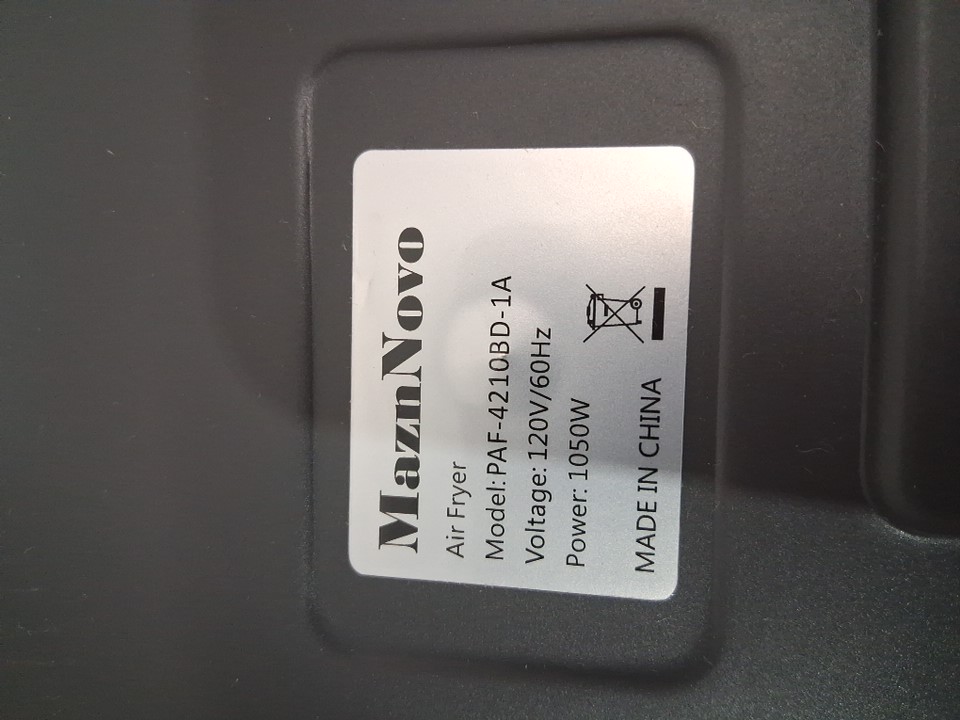 MaznNovo
Air Fryer
Model: PAF-4210BD-1A
Voltage: 120V/60Hz
Power: 1050W
MADE IN CHINA